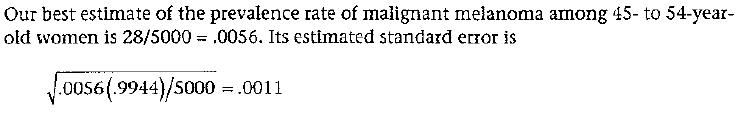 Our best estimate of the prevalence rate of malignant melanoma among 45- to 54-year-
old women is 28/5000 = .0056. Its estimated standard error is
√.0056(.9944)/5000 = .0011